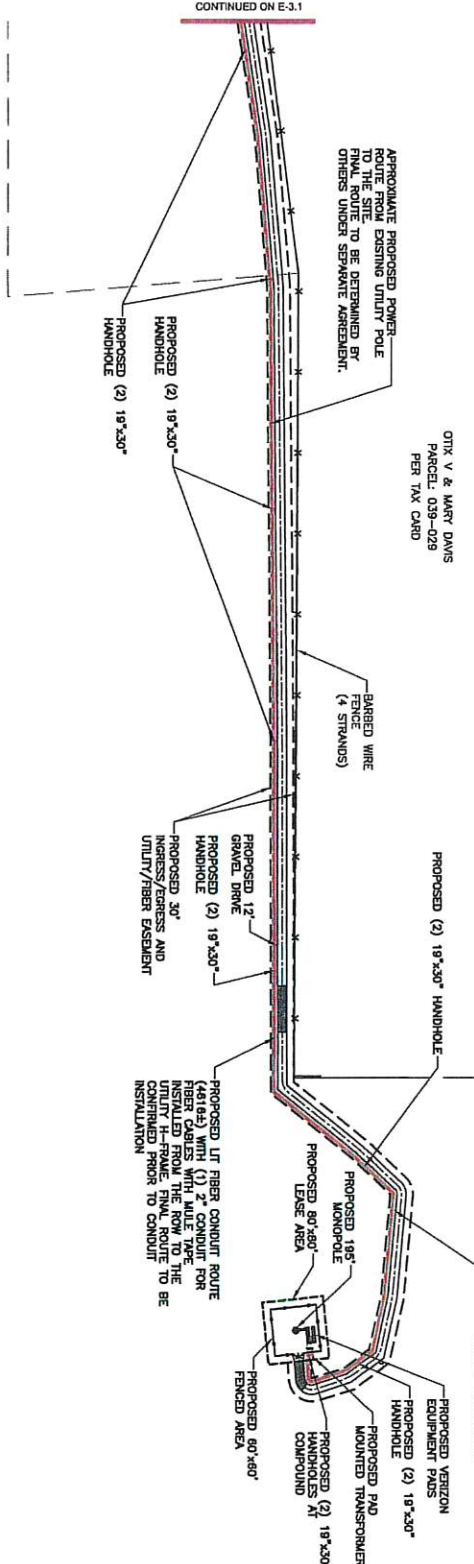 CONTINUED ON E-3.1
APPROXIMATE PROPOSED POWER
ROUTE FROM EXISTING UTILITY POLE
TO THE SITE.
FINAL ROUTE TO BE DETERMINED BY
OTHERS UNDER SEPARATE AGREEMENT.
PROPOSED (2) 19"x30"
HANDHOLE
PROPOSED (2) 19"x30"
HANDHOLE
OTIX V & MARY DAVIS
PARCEL: 039-029
PER TAX CARD
BARBED WIRE
FENCE
(4 STRANDS)
PROPOSED 30'
INGRESS/EGRESS AND
UTILITY/FIBER EASEMENT
PROPOSED 12'
GRAVEL DRIVE
PROPOSED (2) 19"x30"
HANDHOLE
PROPOSED (2) 19"x30" HANDHOLE
PROPOSED LIT FIBER CONDUIT ROUTE
(4616±) WITH (1) 2" CONDUIT FOR
FIBER CABLES WITH MULE TAPE
INSTALLED FROM THE ROW TO THE
UTILITY H-FRAME. FINAL ROUTE TO BE
CONFIRMED PRIOR TO CONDUIT
INSTALLATION
PROPOSED 195'
MONOPOLE
PROPOSED 80'x80'
LEASE AREA
PROPOSED VERIZON
EQUIPMENT PADS
PROPOSED (2) 19"x30"
HANDHOLE
PROPOSED PAD
MOUNTED TRANSFORMER
PROPOSED (2) 19"x30
HANDHOLES AT
COMPOUND
PROPOSED 60'x60'
FENCED AREA